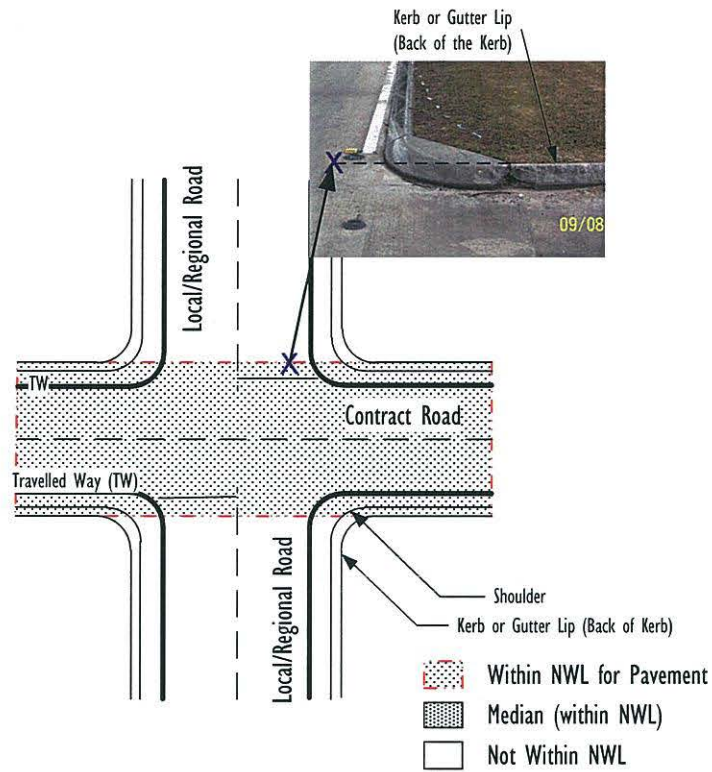 Kerb or Gutter Lip
(Back of the Kerb)
09/08
Local/Regional Road
X
X
TW
Contract Road
Travelled Way (TW)
Local/Regional Road
Shoulder
Kerb or Gutter Lip (Back of Kerb)
Within NWL for Pavement
Median (within NWL)
Not Within NWL